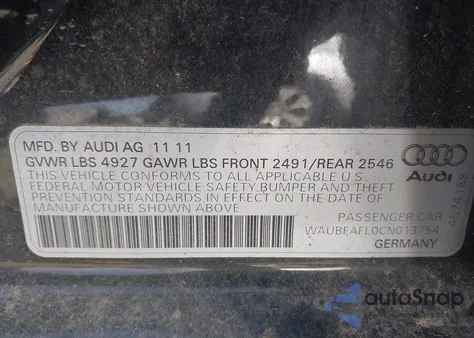 MFD. BY AUDI AG 11 11
GVWR LBS 4927 GAWR LBS FRONT 2491/REAR 2546
THIS VEHICLE CONFORMS TO ALL APPLICABLE U.S.
FEDERAL MOTOR VEHICLE SAFETY,BUMPER AND THEFT
PREVENTION STANDARDS IN EFFECT ON THE DATE OF
MANUFACTURE SHOWN ABOVE
Audi
PASSENGER CAR
WAUBFAFL0CN013754
GERMANY
autoSnap